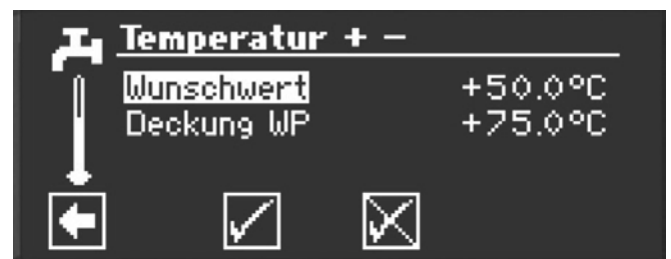 Temperatur + −
Wunschwert +50.0°C
Deckung WP +75.0°C